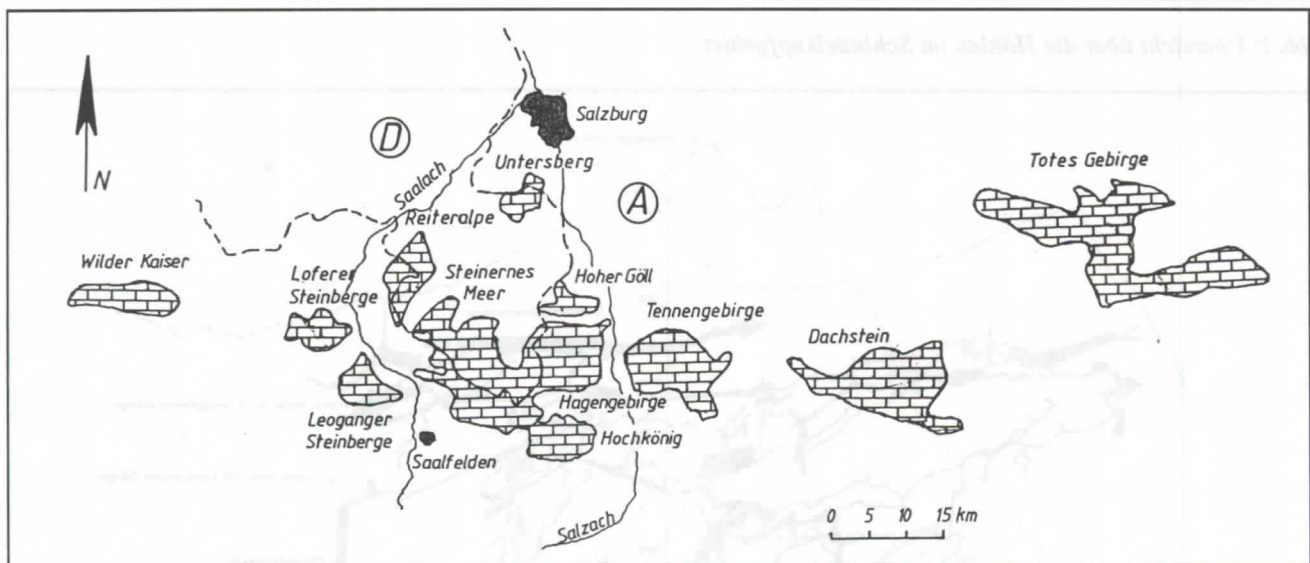 Salzburg
D
Untersberg
Totes Gebirge
Saalach
A
N
Reiteralpe
Wilder Kaiser
Loferer
Steinberge
Steinernes
Meer
Hoher Göll
Tennengebirge
Dachstein
Leoganger
Steinberge
Hagengebirge
Hochkönig
Saalfelden
0 5 10 15 km
Salzach